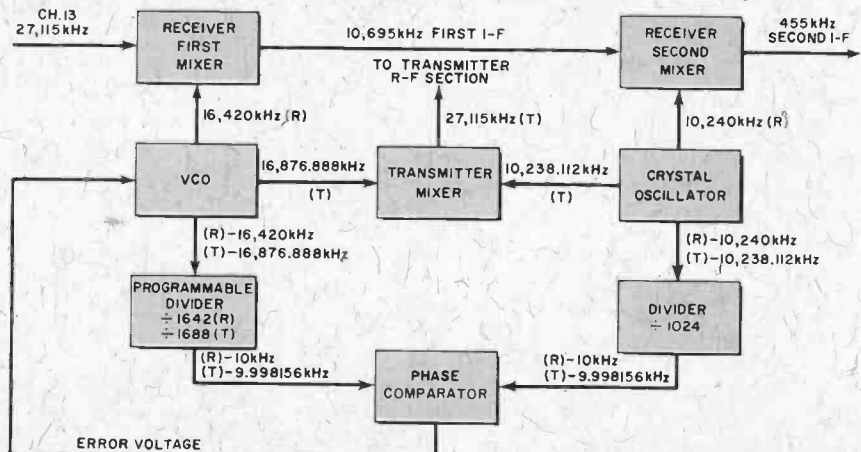 CH. 13
27,115kHz
RECEIVER
FIRST
MIXER
10,695kHz FIRST I-F
TO TRANSMITTER
R-F SECTION
RECEIVER
SECOND
MIXER
455kHz
SECOND I-F
16,420kHz (R)
27,115kHz (T)
10,240kHz (R)
VCO
16,876.888kHz
(T)
TRANSMITTER
MIXER
10,238.112kHz
(T)
CRYSTAL
OSCILLATOR
(R)-16,420kHz
(T)-16,876.888kHz
(R)-10,240kHz
(T)-10,238.112kHz
PROGRAMMABLE
DIVIDER
÷1642(R)
÷1688(T)
DIVIDER
÷1024
(R)-10kHz
(T)-9.998156kHz
PHASE
COMPARATOR
(R)-10kHz
(T)-9.998156kHz
ERROR VOLTAGE